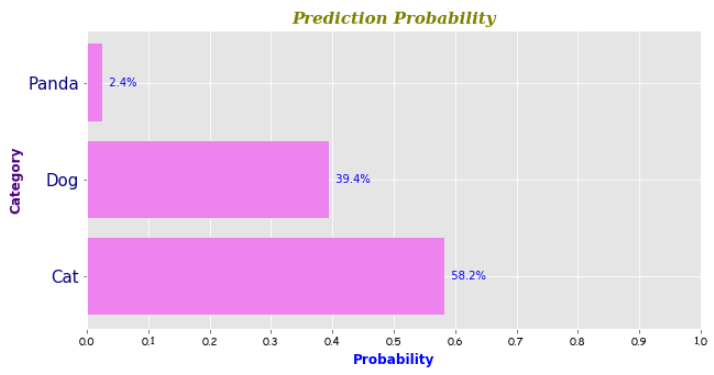 Prediction Probability
Panda
2.4%
Category
Dog
39.4%
Cat
58.2%
0.0 0.1 0.2 0.3 0.4 0.5 0.6 0.7 0.8 0.9 1.0
Probability